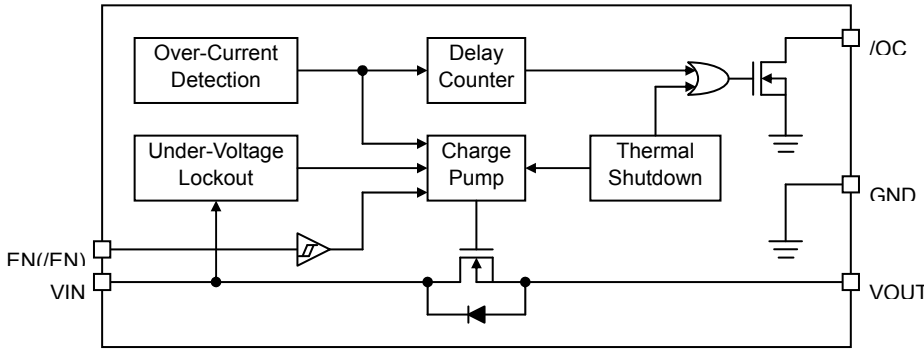 Over-Current
Detection
Delay
Counter
/OC
Under-Voltage
Lockout
Charge
Pump
Thermal
Shutdown
GND
EN(/EN)
VIN
VOUT